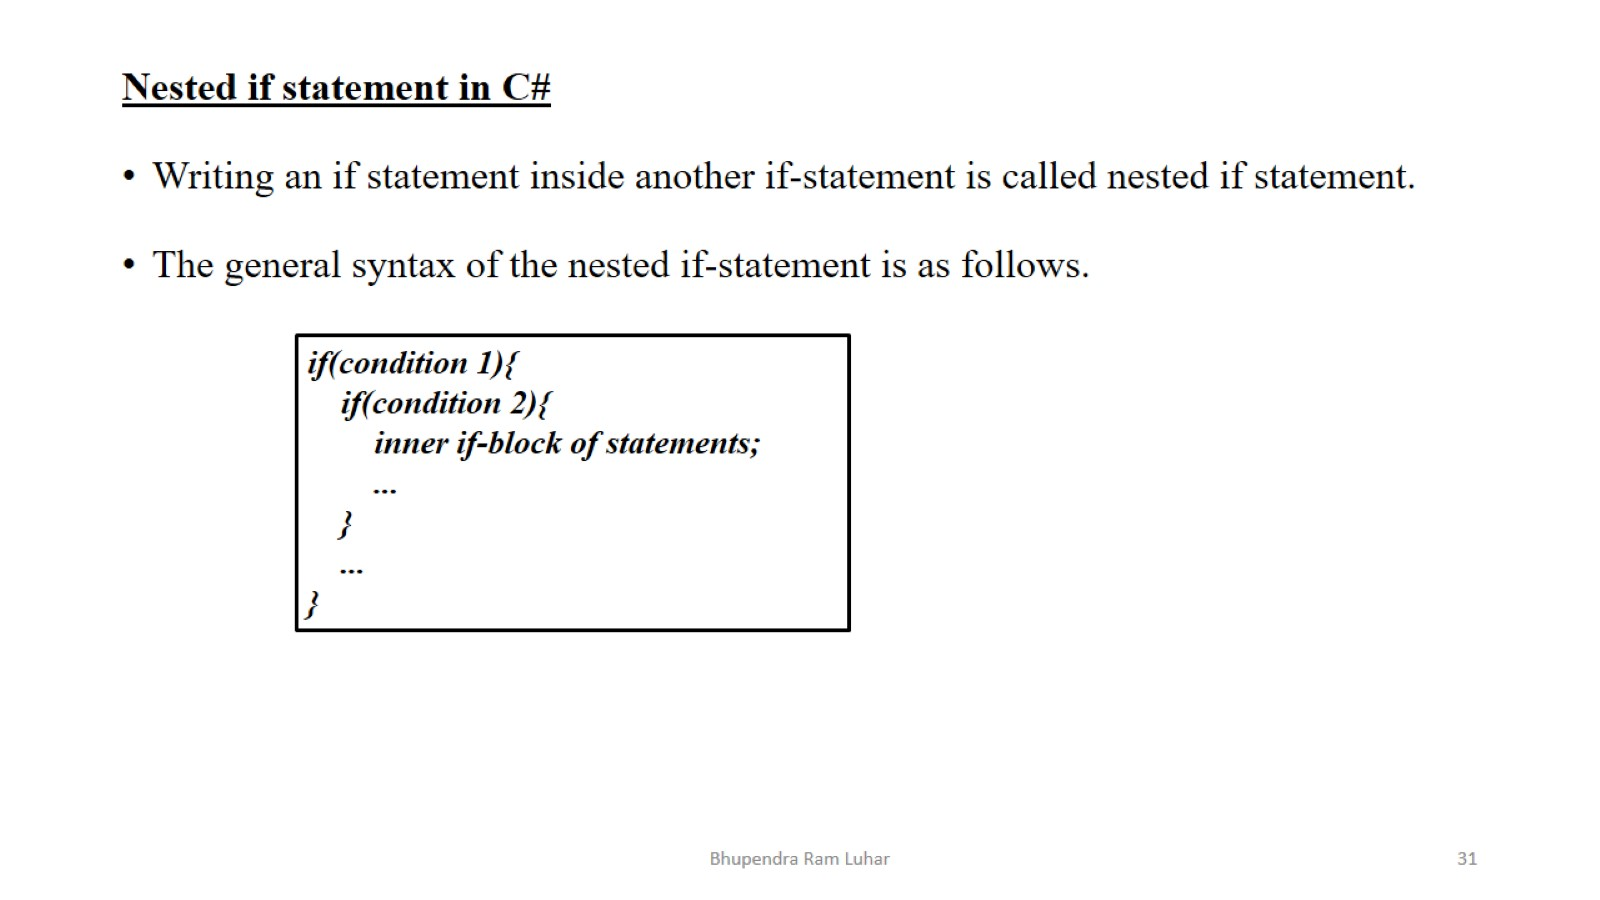 Nested if statement in C#
• Writing an if statement inside another if-statement is called nested if statement.
• The general syntax of the nested if-statement is as follows.
if(condition 1){
if(condition 2){
inner if-block of statements;
...
}
...
}
Bhupendra Ram Luhar
31